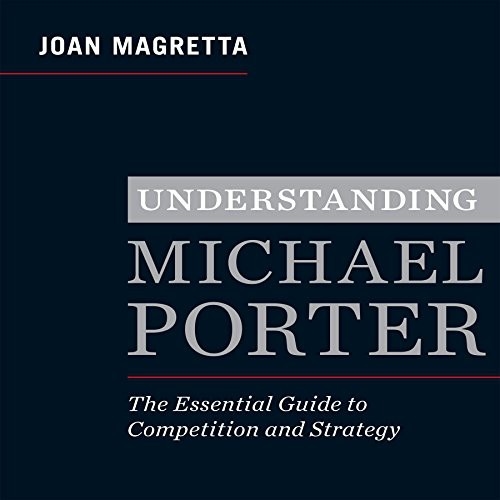 JOAN MAGRETTA
UNDERSTANDING
MICHAEL
PORTER
The Essential Guide to
Competition and Strategy